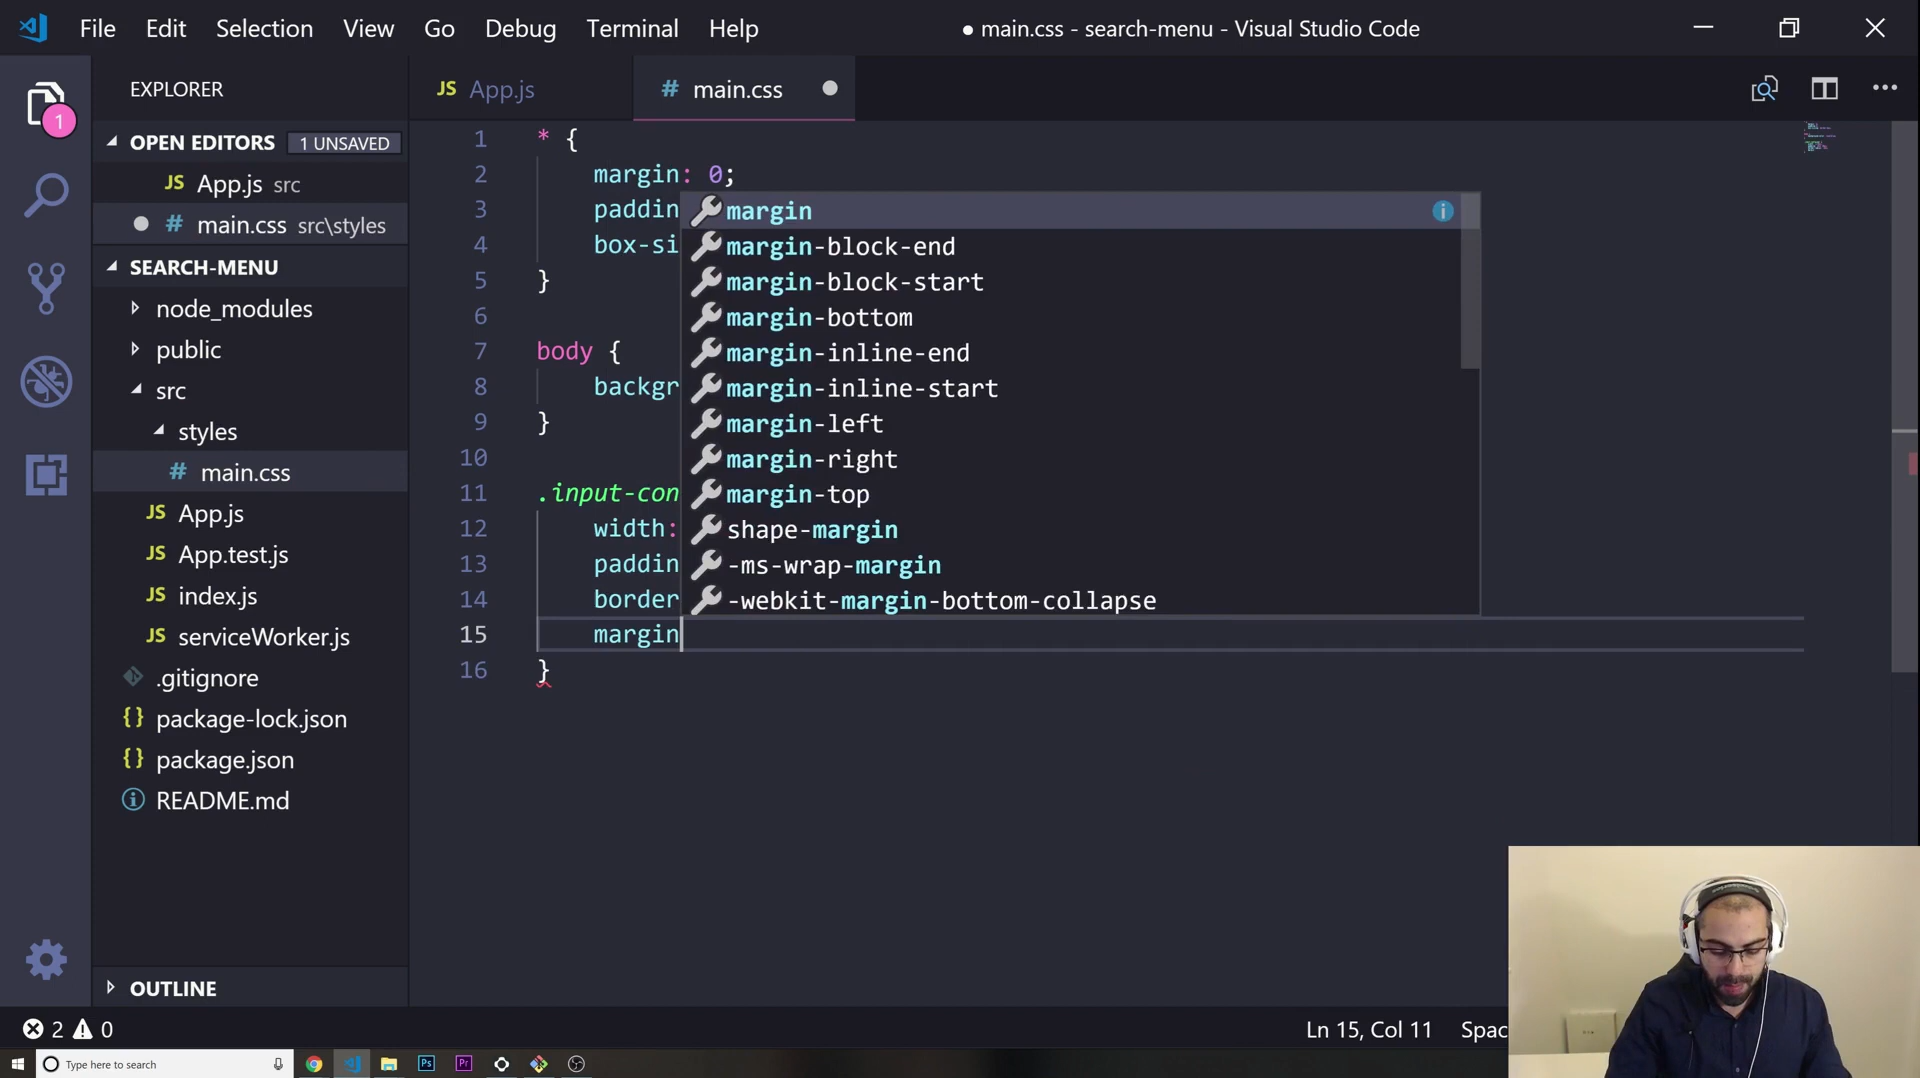 File Edit Selection View Go Debug Terminal Help
● main.css - search-menu - Visual Studio Code
EXPLORER
JS App.js
# main.css
1
OPEN EDITORS 1 UNSAVED
JS App.js src
# main.css src\styles
SEARCH-MENU
node_modules
public
src
styles
# main.css
JS App.js
JS App.test.js
JS index.js
JS serviceWorker.js
.gitignore
{} package-lock.json
{} package.json
README.md
OUTLINE
1 * {
2 margin: 0;
3 paddin
4 box-si
5 }
6
7 body {
8 backgr
9 }
10
11 .input-con
12 width:
13 paddin
14 border
15 margin
16 }
margin
margin-block-end
margin-block-start
margin-bottom
margin-inline-end
margin-inline-start
margin-left
margin-right
margin-top
shape-margin
-ms-wrap-margin
-webkit-margin-bottom-collapse
2 0
Ln 15, Col 11 Spac
Type here to search
Ps
Pr